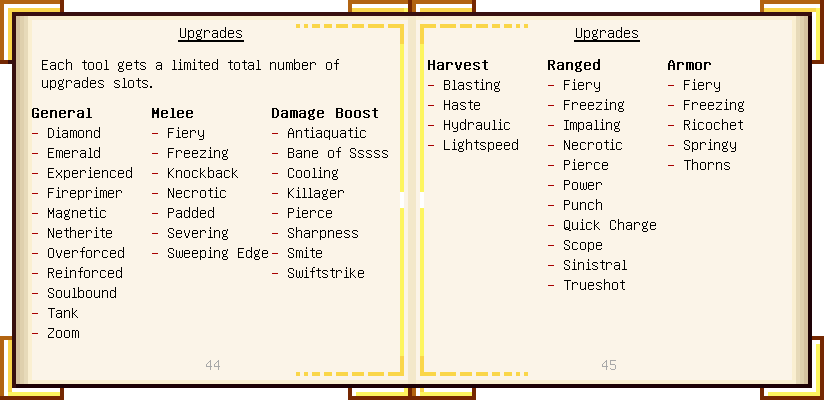 Upgrades
Each tool gets a limited total number of
upgrades slots.
General
- Diamond
- Emerald
- Experienced
- Fireprimer
- Magnetic
- Netherite
- Overforced
- Reinforced
- Soulbound
- Tank
- Zoom
Melee
- Fiery
- Freezing
- Knockback
- Necrotic
- Padded
- Severing
- Sweeping Edge
Damage Boost
- Antiaquatic
- Bane of Sssss
- Cooling
- Killager
- Pierce
- Sharpness
- Smite
- Swiftstrike
44
Upgrades
Harvest
- Blasting
- Haste
- Hydraulic
- Lightspeed
Ranged
- Fiery
- Freezing
- Impaling
- Necrotic
- Pierce
- Power
- Punch
- Quick Charge
- Scope
- Sinistral
- Trueshot
Armor
- Fiery
- Freezing
- Ricochet
- Springy
- Thorns
45